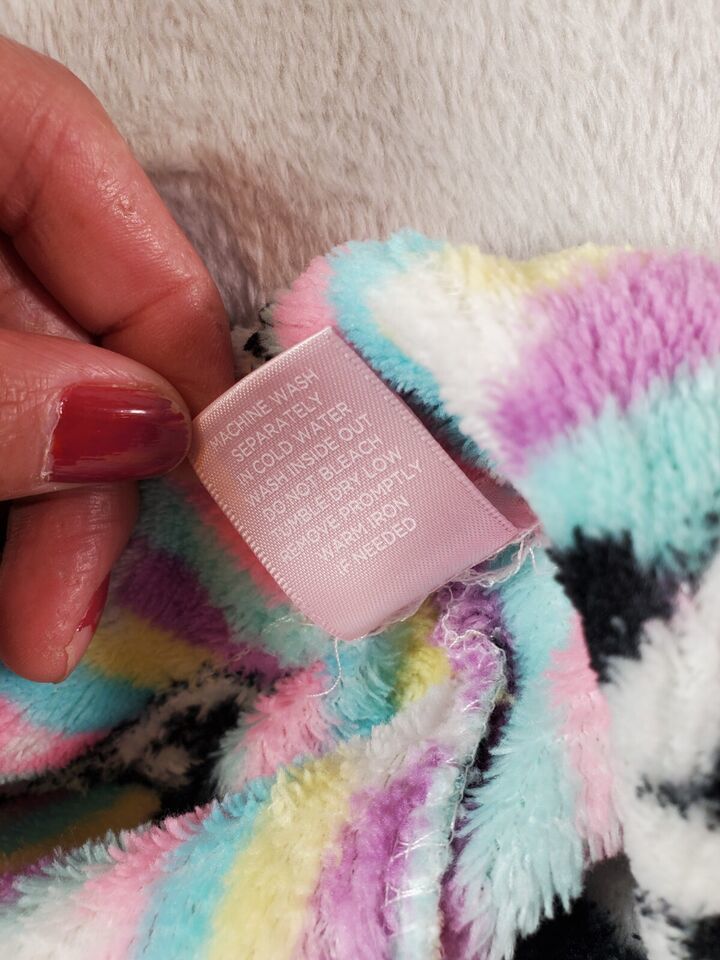 MACHINE WASH
SEPARATELY
IN COLD WATER
WASH INSIDE OUT
DO NOT BLEACH
TUMBLE DRY LOW
REMOVE PROMPTLY
WARM IRON
IF NEEDED